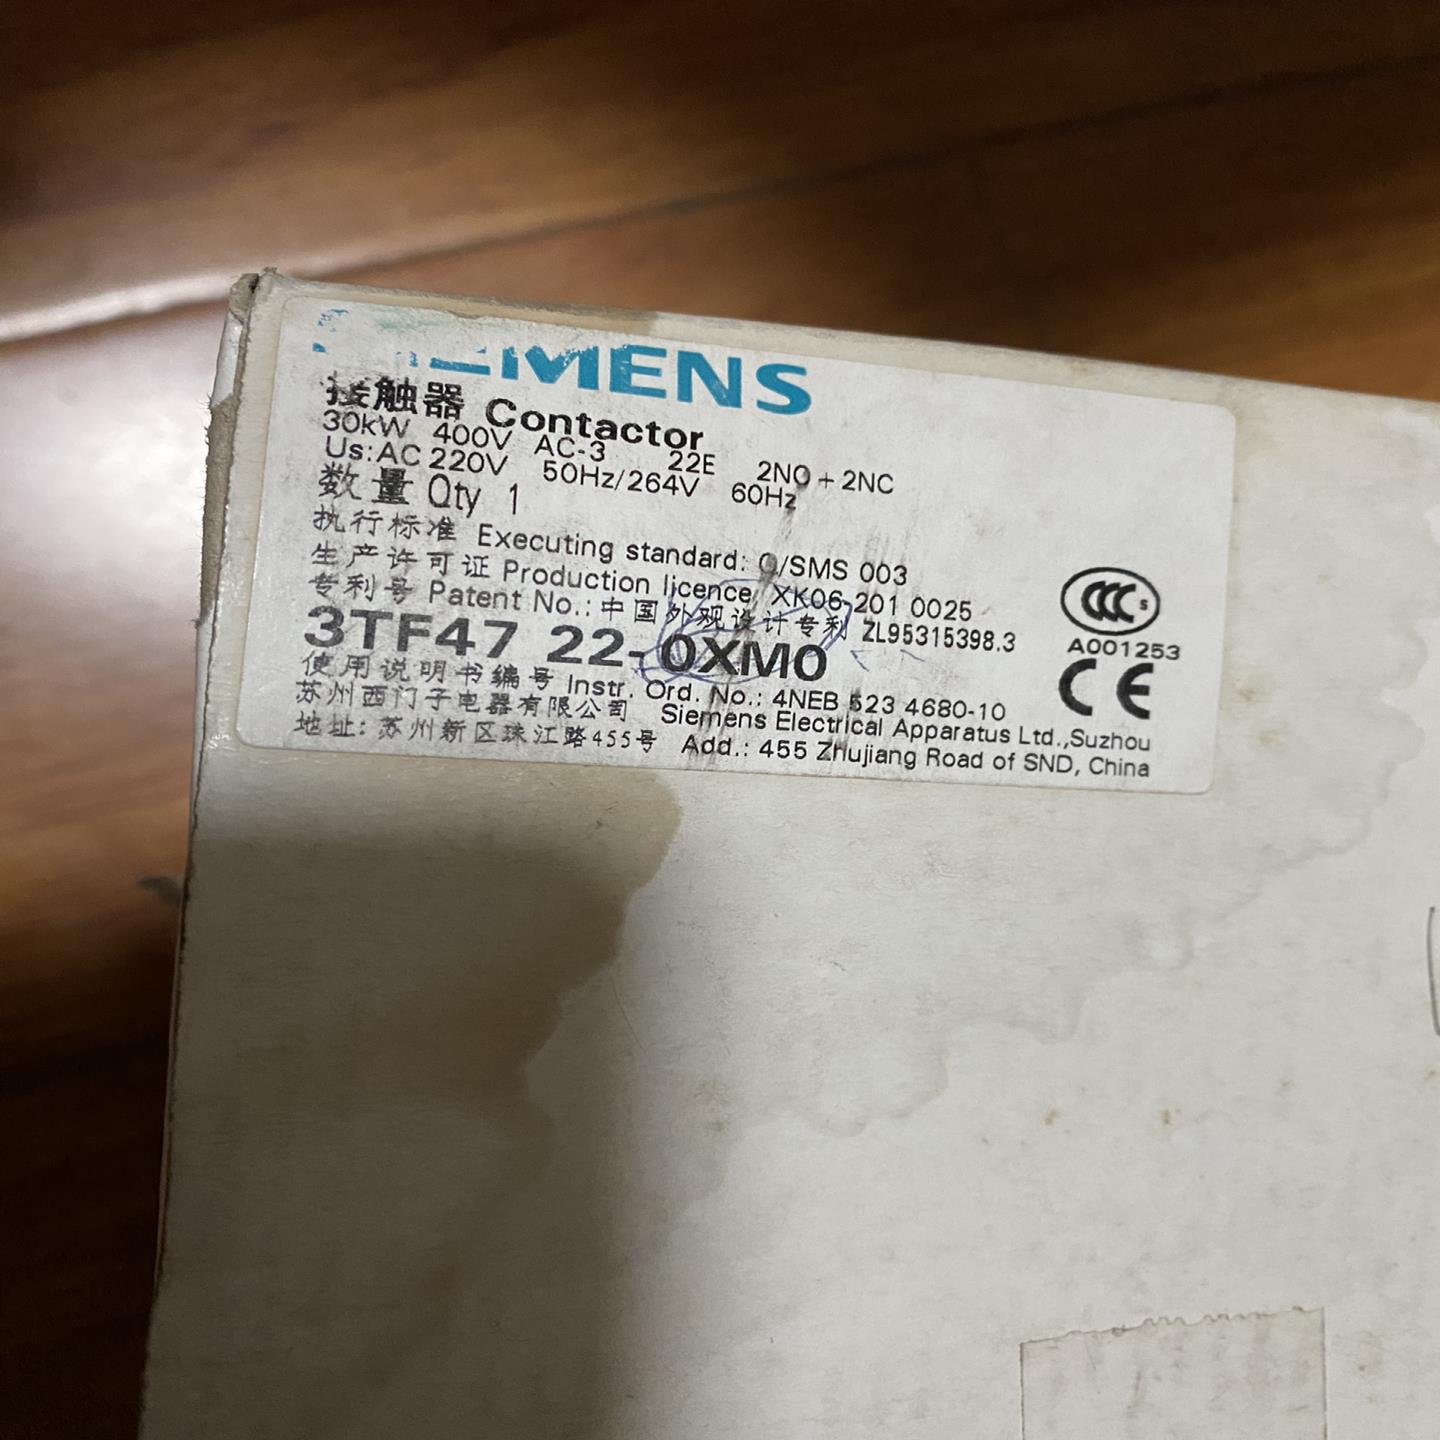 SIEMENS
接触器 Contactor
30kW 400V AC-3 22E 2NO + 2NC
Us: AC 220V 50Hz/264V 60Hz
数量 Qty 1
执行标准 Executing standard: Q/SMS 003
生产许可证 Production licence XK06-201 0025
专利号 Patent No.: 中国外观设计专利 ZL95315398.3
3TF47 22-0XM0
使用说明书编号 Instr. Ord. No.: 4NEB 523 4680-10
苏州西门子电器有限公司 Siemens Electrical Apparatus Ltd.,Suzhou
地址: 苏州新区珠江路455号 Add.: 455 Zhujiang Road of SND, China
CCC S
A001253
CE